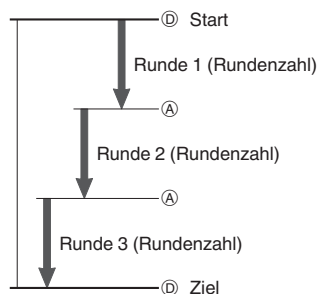 Ⓓ Start
Runde 1 (Rundenzahl)
Ⓐ
Runde 2 (Rundenzahl)
Ⓐ
Runde 3 (Rundenzahl)
Ⓓ Ziel